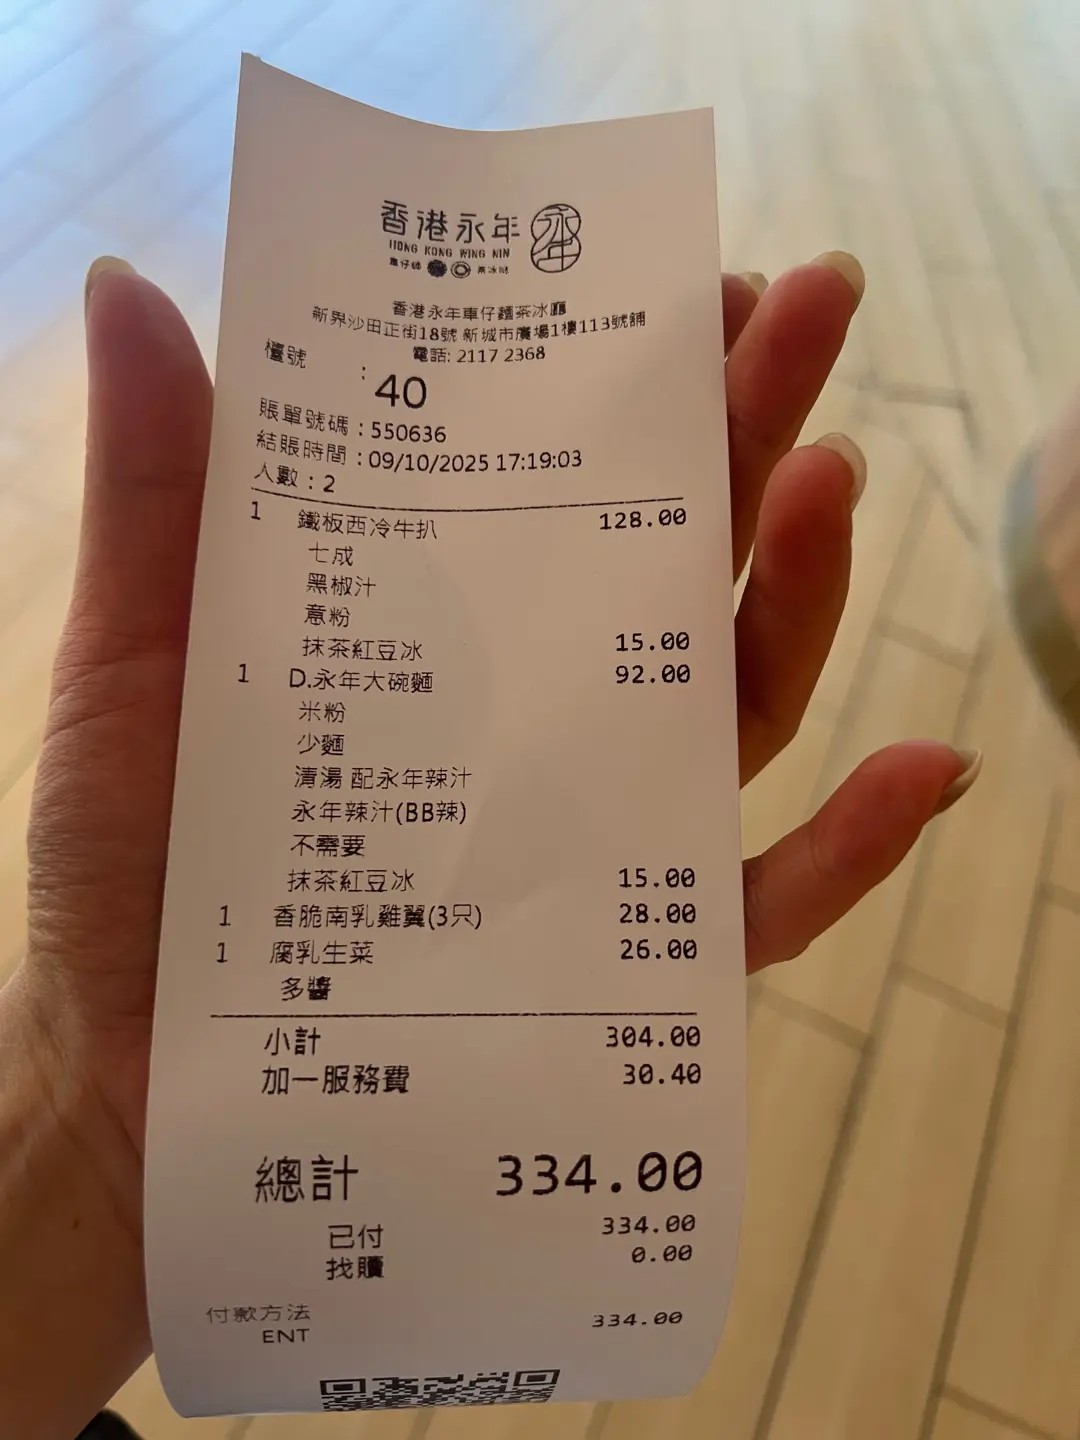 香港永年 永年
HONG KONG WING NIN
車仔麵 茶冰廳
香港永年車仔麵茶冰廳
新界沙田正街18號 新城市廣場1樓113號舖
電話: 2117 2368
檯號 : 40
賬單號碼 : 550636
結賬時間 : 09/10/2025 17:19:03
人數 : 2
1 鐵板西冷牛扒 128.00
七成
黑椒汁
意粉
抹茶紅豆冰 15.00
1 D.永年大碗麵 92.00
米粉
少麵
清湯 配永年辣汁
永年辣汁(BB辣)
不需要
抹茶紅豆冰 15.00
1 香脆南乳雞翼(3只) 28.00
1 腐乳生菜 26.00
多醬
小計 304.00
加一服務費 30.40
總計 334.00
已付 334.00
找贖 0.00
付款方法
ENT 334.00